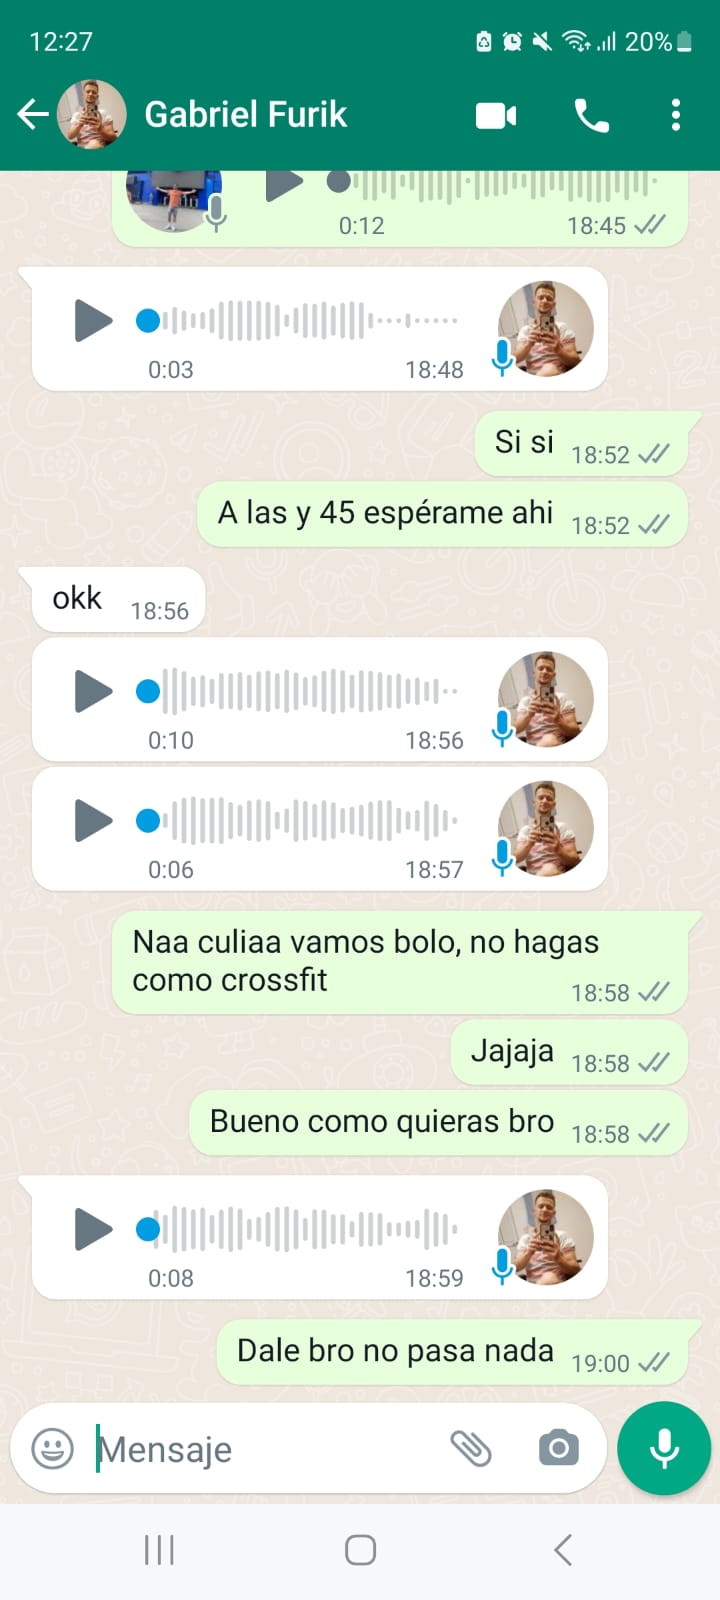 12:27
20%
Gabriel Furik
0:12
18:45
0:03
18:48
Si si
18:52
A las y 45 espérame ahi
18:52
okk
18:56
0:10
18:56
0:06
18:57
Naa culiaa vamos bolo, no hagas
como crossfit
18:58
Jajaja
18:58
Bueno como quieras bro
18:58
0:08
18:59
Dale bro no pasa nada
19:00
Mensaje